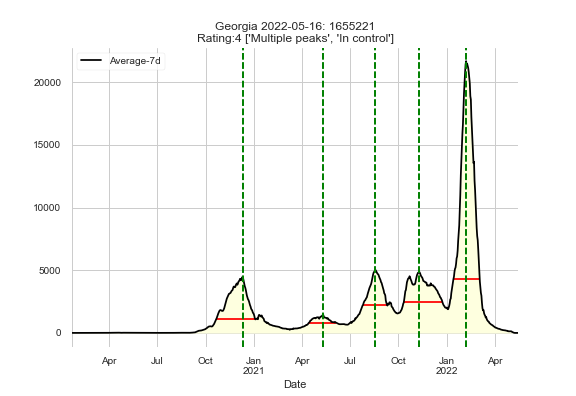 Georgia 2022-05-16: 1655221
Rating:4 ['Multiple peaks', 'In control']
Average-7d
20000
15000
10000
5000
0
Apr Jul Oct Jan Apr Jul Oct Jan Apr
2021 2022
Date